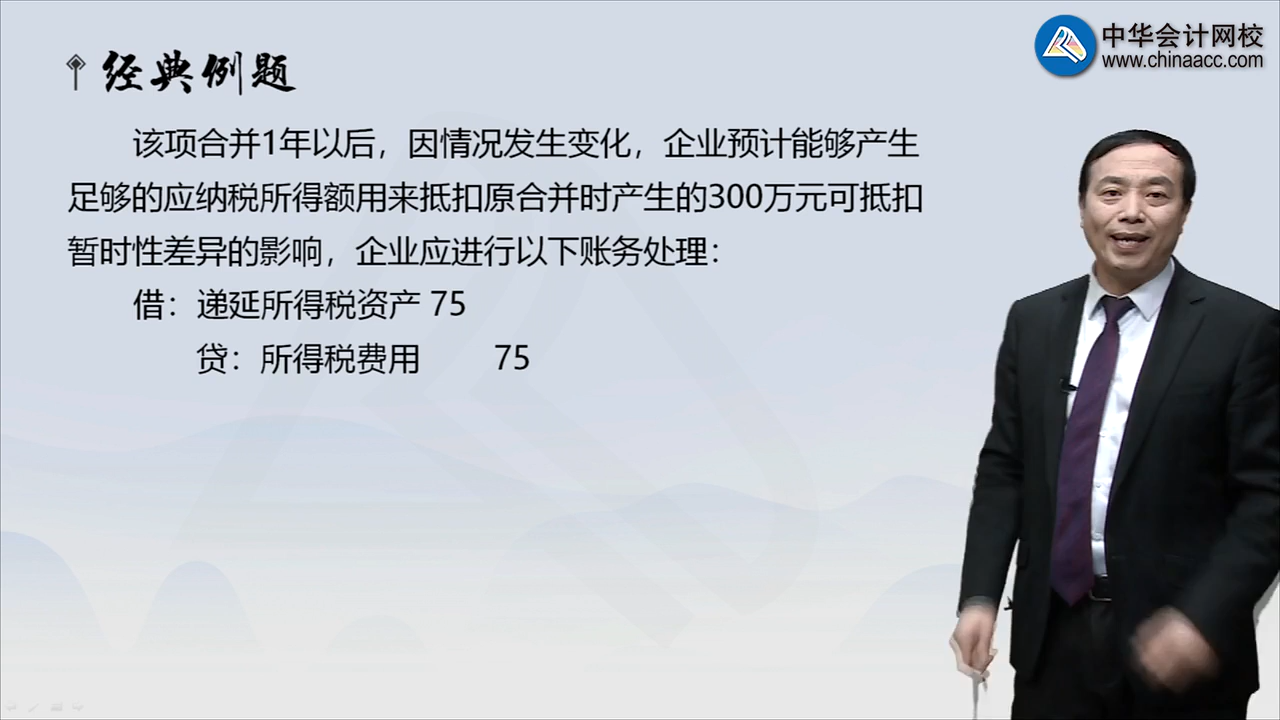 经典例题
中华会计网校
www.chinaacc.com
该项合并1年以后，因情况发生变化，企业预计能够产生
足够的应纳税所得额用来抵扣原合并时产生的300万元可抵扣
暂时性差异的影响，企业应进行以下账务处理：
借：递延所得税资产 75
贷：所得税费用 75